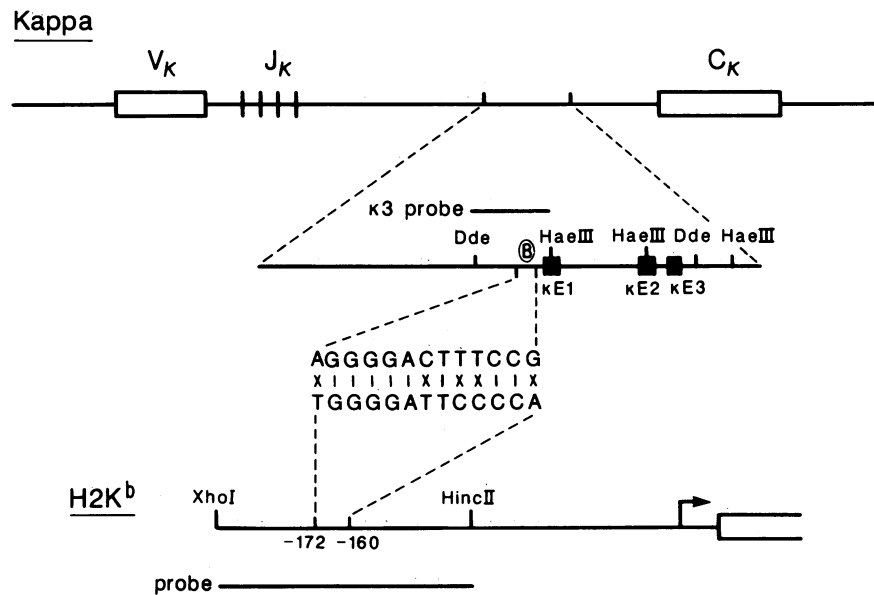 Kappa
Vκ Jκ Cκ
κ3 probe
Dde B HaeIII HaeIII Dde HaeIII
κE1 κE2 κE3
AGGGGACTTTCCG
X I I I I I X I X X I I X
TGGGGATTCCCCA
H2Kᵇ XhoI HincII
-172 -160
probe